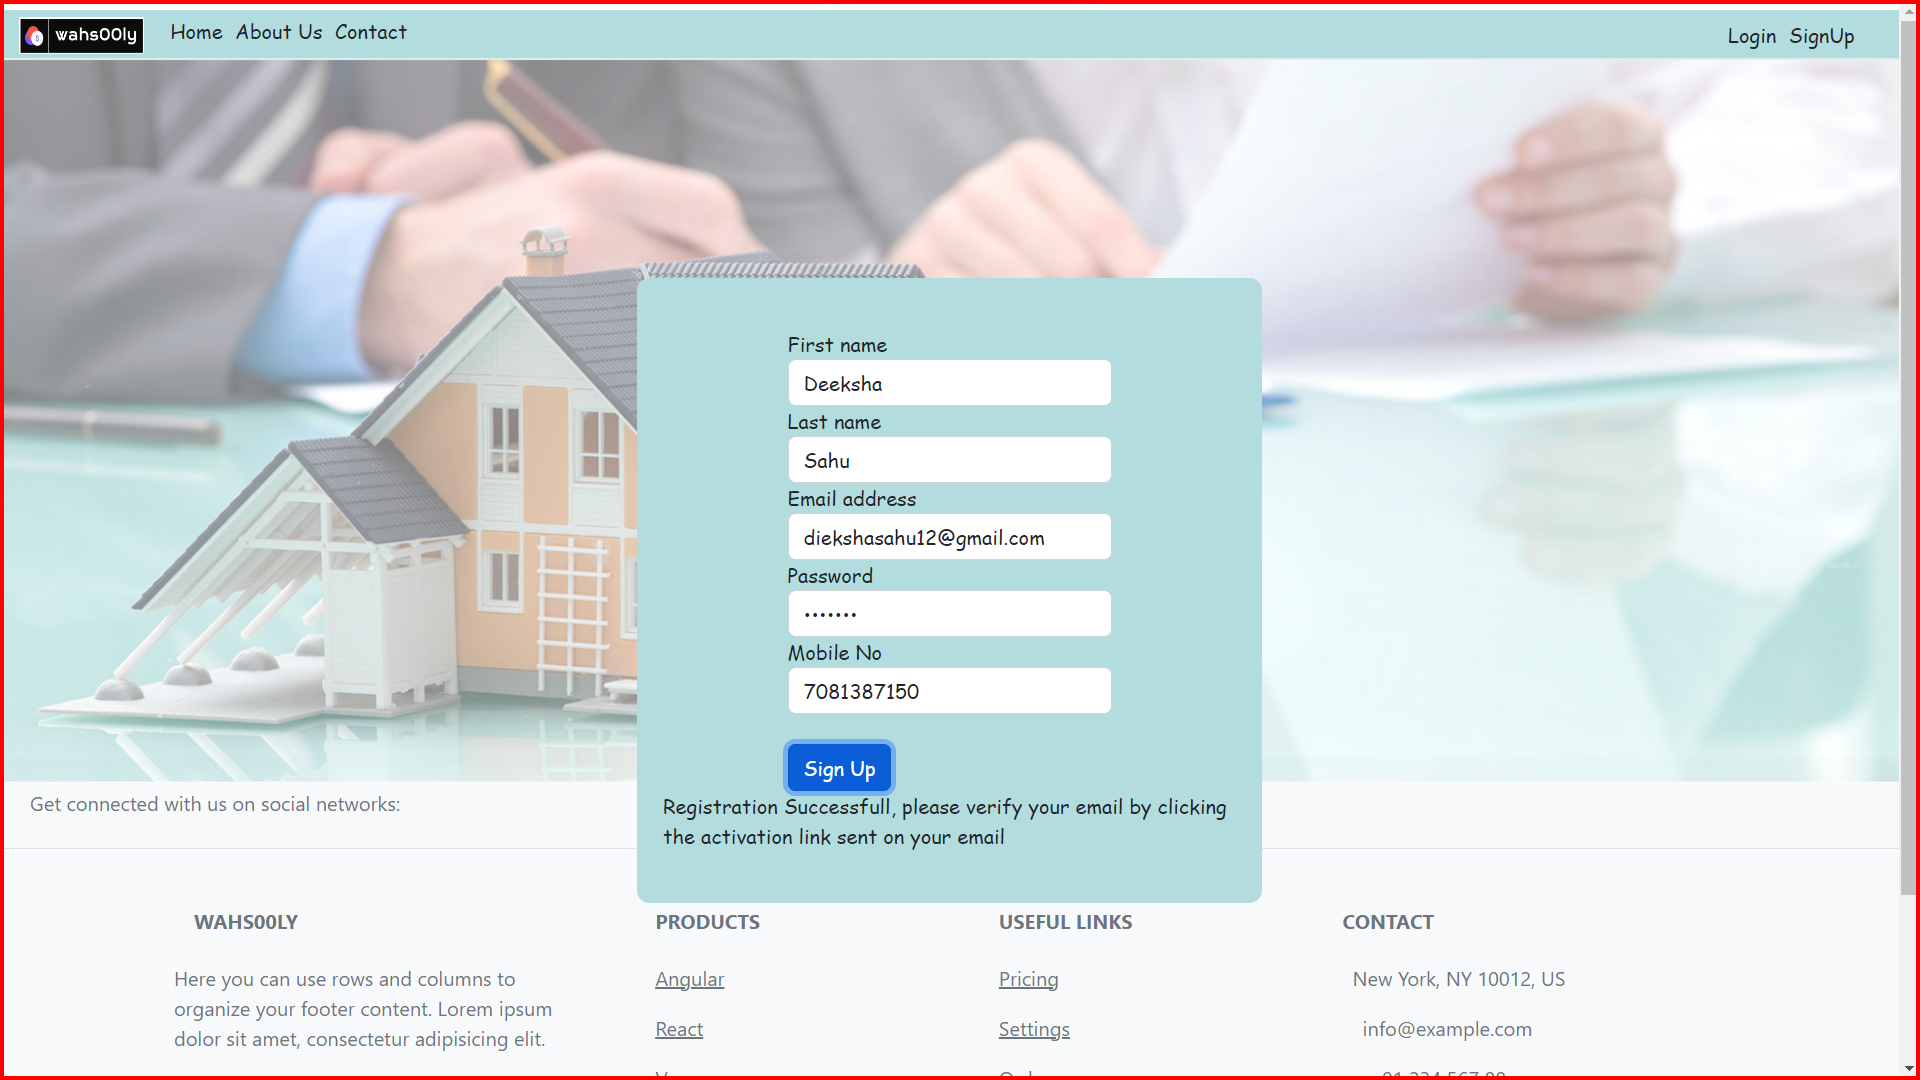 wahs00ly
Home About Us Contact
Login SignUp
First name
Deeksha
Last name
Sahu
Email address
diekshasahu12@gmail.com
Password
•••••••
Mobile No
7081387150
Sign Up
Registration Successfull, please verify your email by clicking
the activation link sent on your email
Get connected with us on social networks:
WAHS00LY
Here you can use rows and columns to
organize your footer content. Lorem ipsum
dolor sit amet, consectetur adipisicing elit.
PRODUCTS
Angular
React
USEFUL LINKS
Pricing
Settings
CONTACT
New York, NY 10012, US
info@example.com